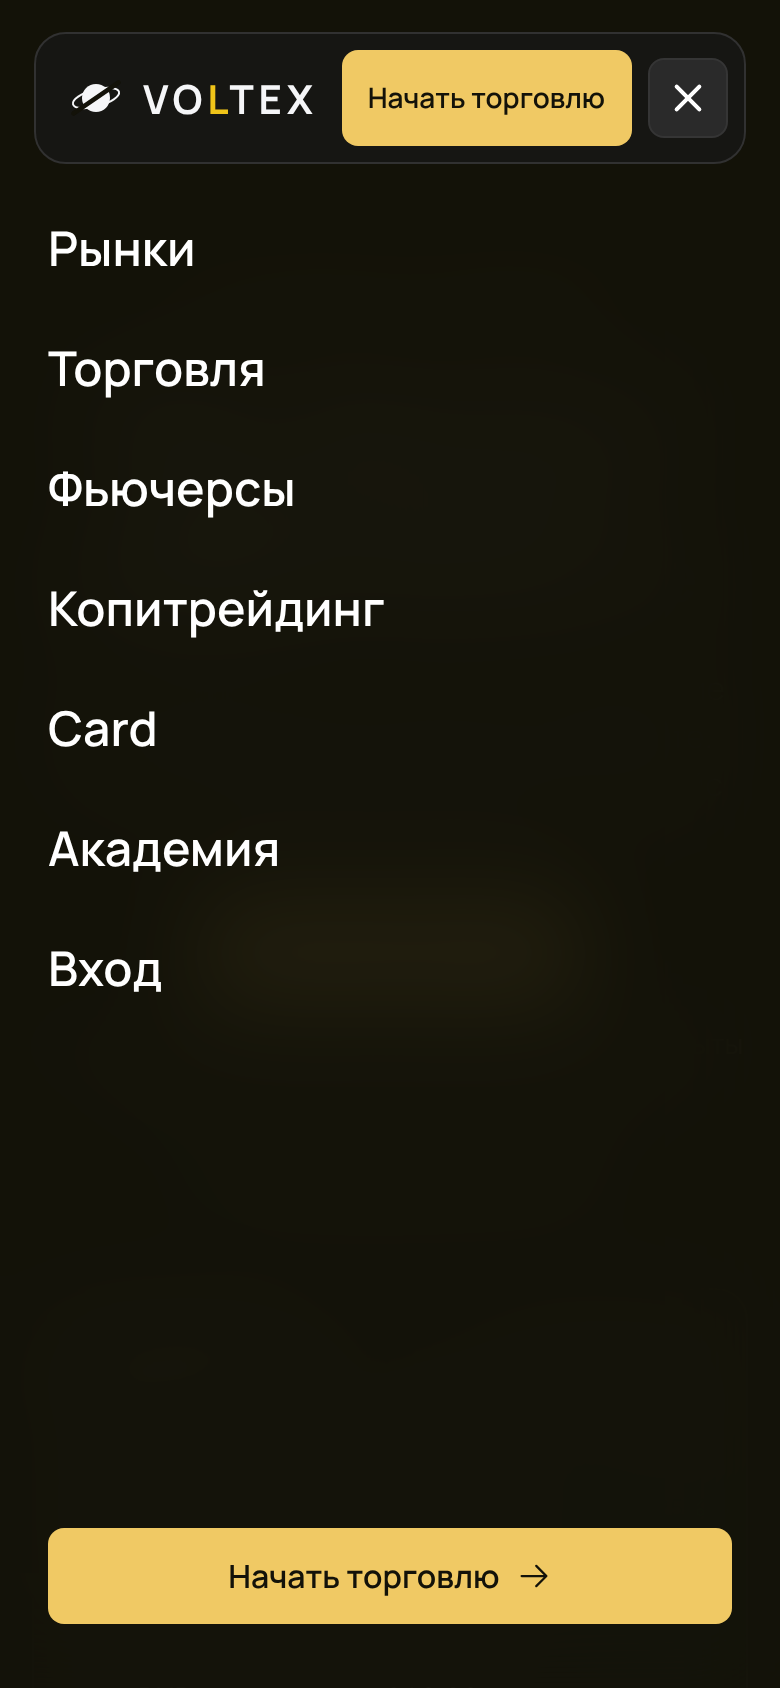 VOLTEX
Начать торговлю
Рынки
Торговля
Фьючерсы
Копитрейдинг
Card
Академия
Вход
Начать торговлю